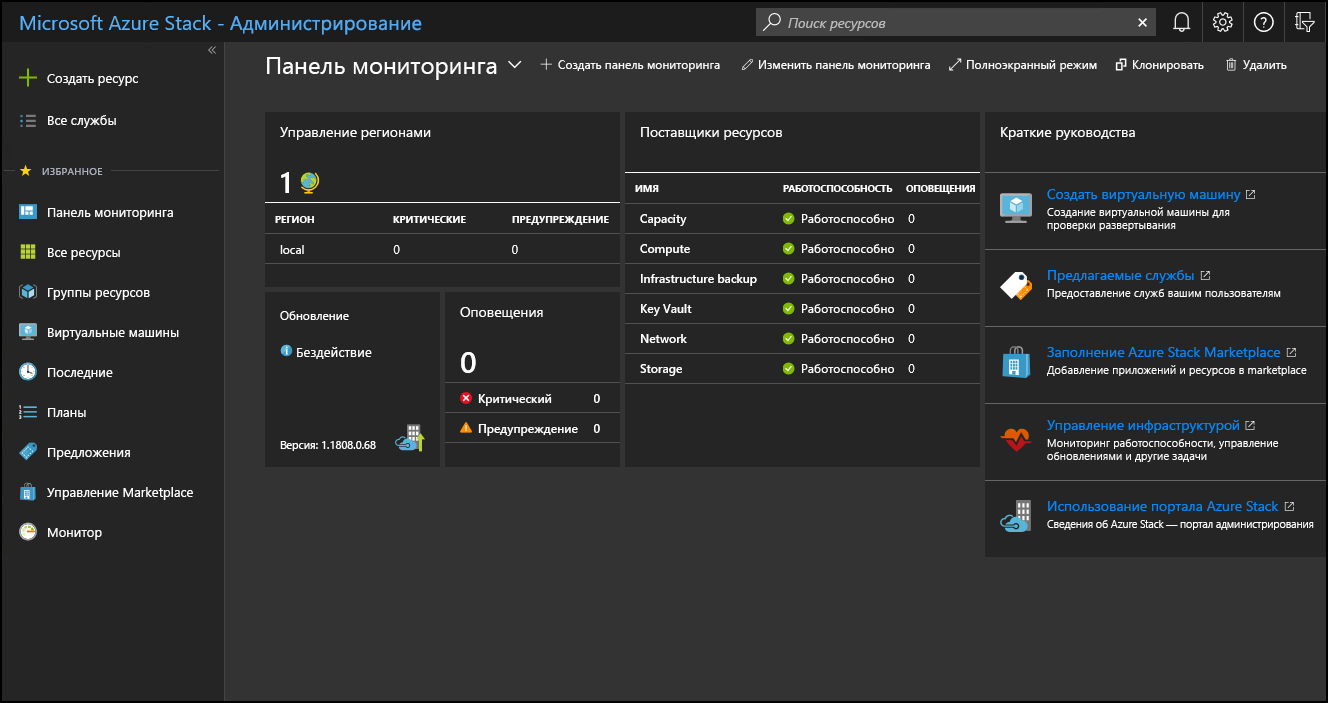 Microsoft Azure Stack - Администрирование
Поиск ресурсов
Создать ресурс
Все службы
ИЗБРАННОЕ
Панель мониторинга
Все ресурсы
Группы ресурсов
Виртуальные машины
Последние
Планы
Предложения
Управление Marketplace
Монитор
Панель мониторинга
Создать панель мониторинга
Изменить панель мониторинга
Полноэкранный режим
Клонировать
Удалить
Управление регионами
1
РЕГИОН КРИТИЧЕСКИЕ ПРЕДУПРЕЖДЕНИЕ
local 0 0
Обновление
Бездействие
Версия: 1.1808.0.68
Оповещения
0
Критический 0
Предупреждение 0
Поставщики ресурсов
ИМЯ РАБОТОСПОСОБНОСТЬ ОПОВЕЩЕНИЯ
Capacity Работоспособно 0
Compute Работоспособно 0
Infrastructure backup Работоспособно 0
Key Vault Работоспособно 0
Network Работоспособно 0
Storage Работоспособно 0
Краткие руководства
Создать виртуальную машину
Создание виртуальной машины для
проверки развертывания
Предлагаемые службы
Предоставление служб вашим пользователям
Заполнение Azure Stack Marketplace
Добавление приложений и ресурсов в marketplace
Управление инфраструктурой
Мониторинг работоспособности, управление
обновлениями и другие задачи
Использование портала Azure Stack
Сведения об Azure Stack — портал администрирования